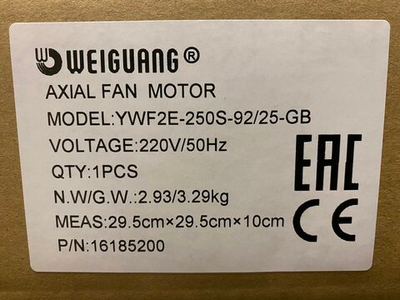 WEIGUANG®
AXIAL FAN MOTOR
MODEL:YWF2E-250S-92/25-GB
VOLTAGE:220V/50Hz
QTY:1PCS
N.W/G.W.:2.93/3.29kg
MEAS:29.5cm×29.5cm×10cm
P/N:16185200
EAC
CE